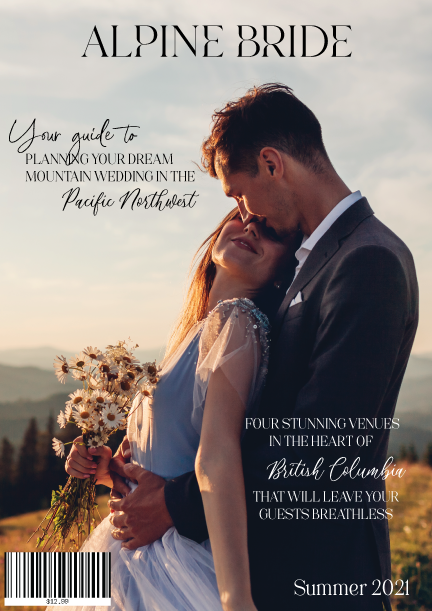 ALPINE BRIDE
Your guide to
PLANNING YOUR DREAM
MOUNTAIN WEDDING IN THE
Pacific Northwest
FOUR STUNNING VENUES
IN THE HEART OF
British Columbia
THAT WILL LEAVE YOUR
GUESTS BREATHLESS
$12.99
Summer 2021